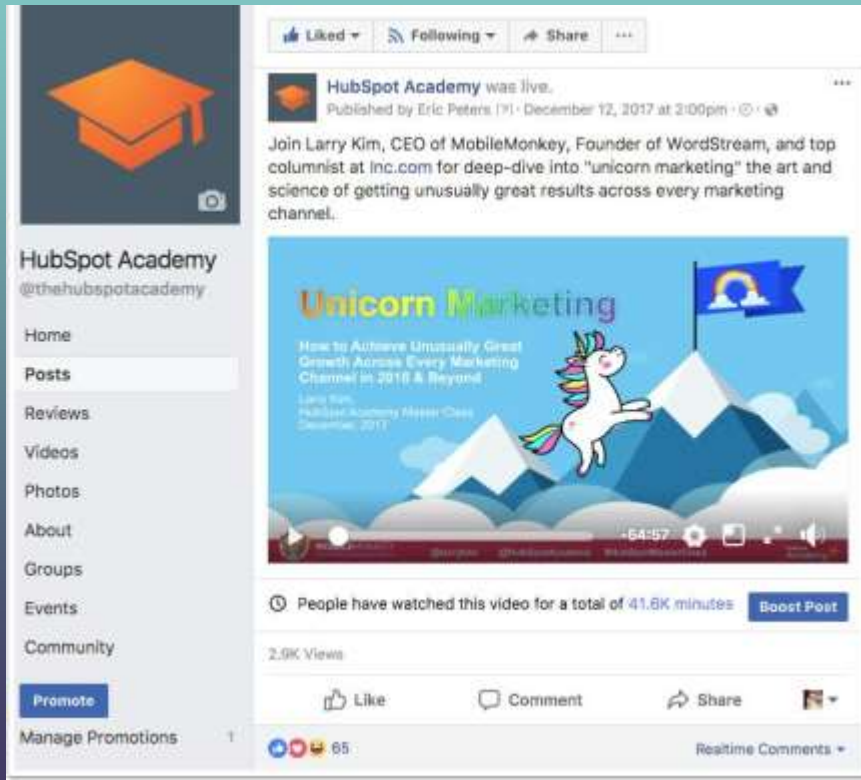 Liked
Following
Share
HubSpot Academy was live.
Published by Eric Peters [?] · December 12, 2017 at 2:00pm ·
Join Larry Kim, CEO of MobileMonkey, Founder of WordStream, and top
columnist at Inc.com for deep-dive into "unicorn marketing" the art and
science of getting unusually great results across every marketing
channel.
HubSpot Academy
@thehubspotacademy
Home
Posts
Reviews
Videos
Photos
About
Groups
Events
Community
Promote
Manage Promotions 1
Unicorn Marketing
How to Achieve Unusually Great
Growth Across Every Marketing
Channel in 2018 & Beyond
Larry Kim,
HubSpot Academy Master Class
December, 2017
-54:57
People have watched this video for a total of 41.6K minutes
Boost Post
2.9K Views
Like
Comment
Share
65
Realtime Comments